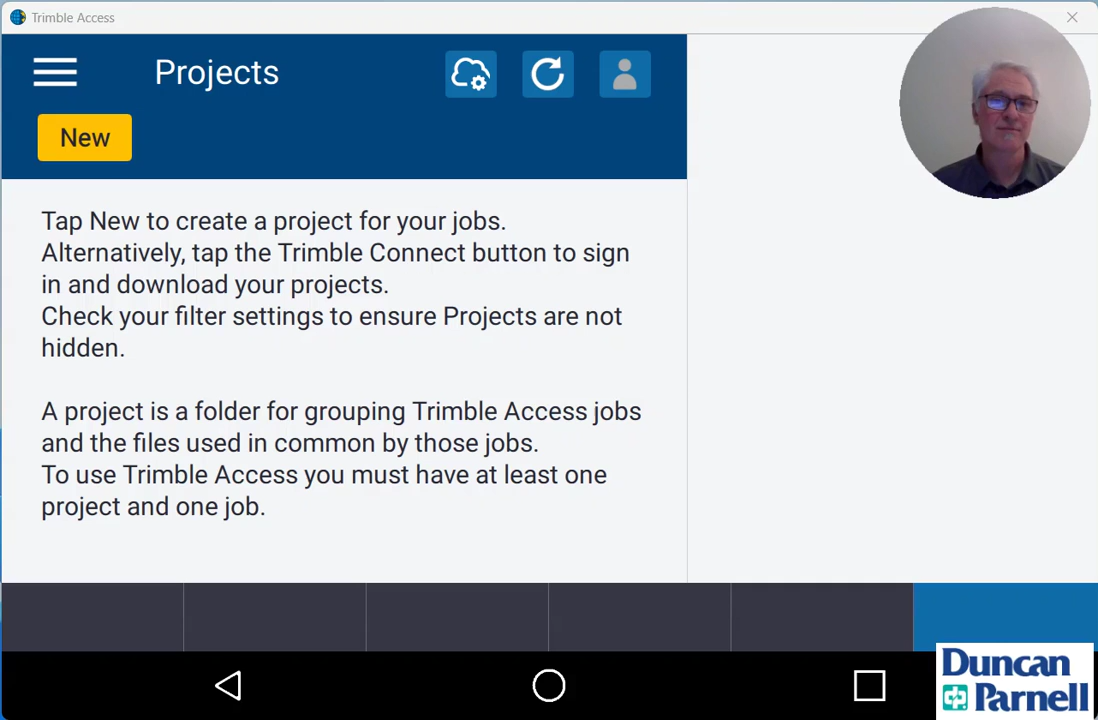 Trimble Access
Projects
New
Tap New to create a project for your jobs.
Alternatively, tap the Trimble Connect button to sign
in and download your projects.
Check your filter settings to ensure Projects are not
hidden.
A project is a folder for grouping Trimble Access jobs
and the files used in common by those jobs.
To use Trimble Access you must have at least one
project and one job.
Duncan
Parnell